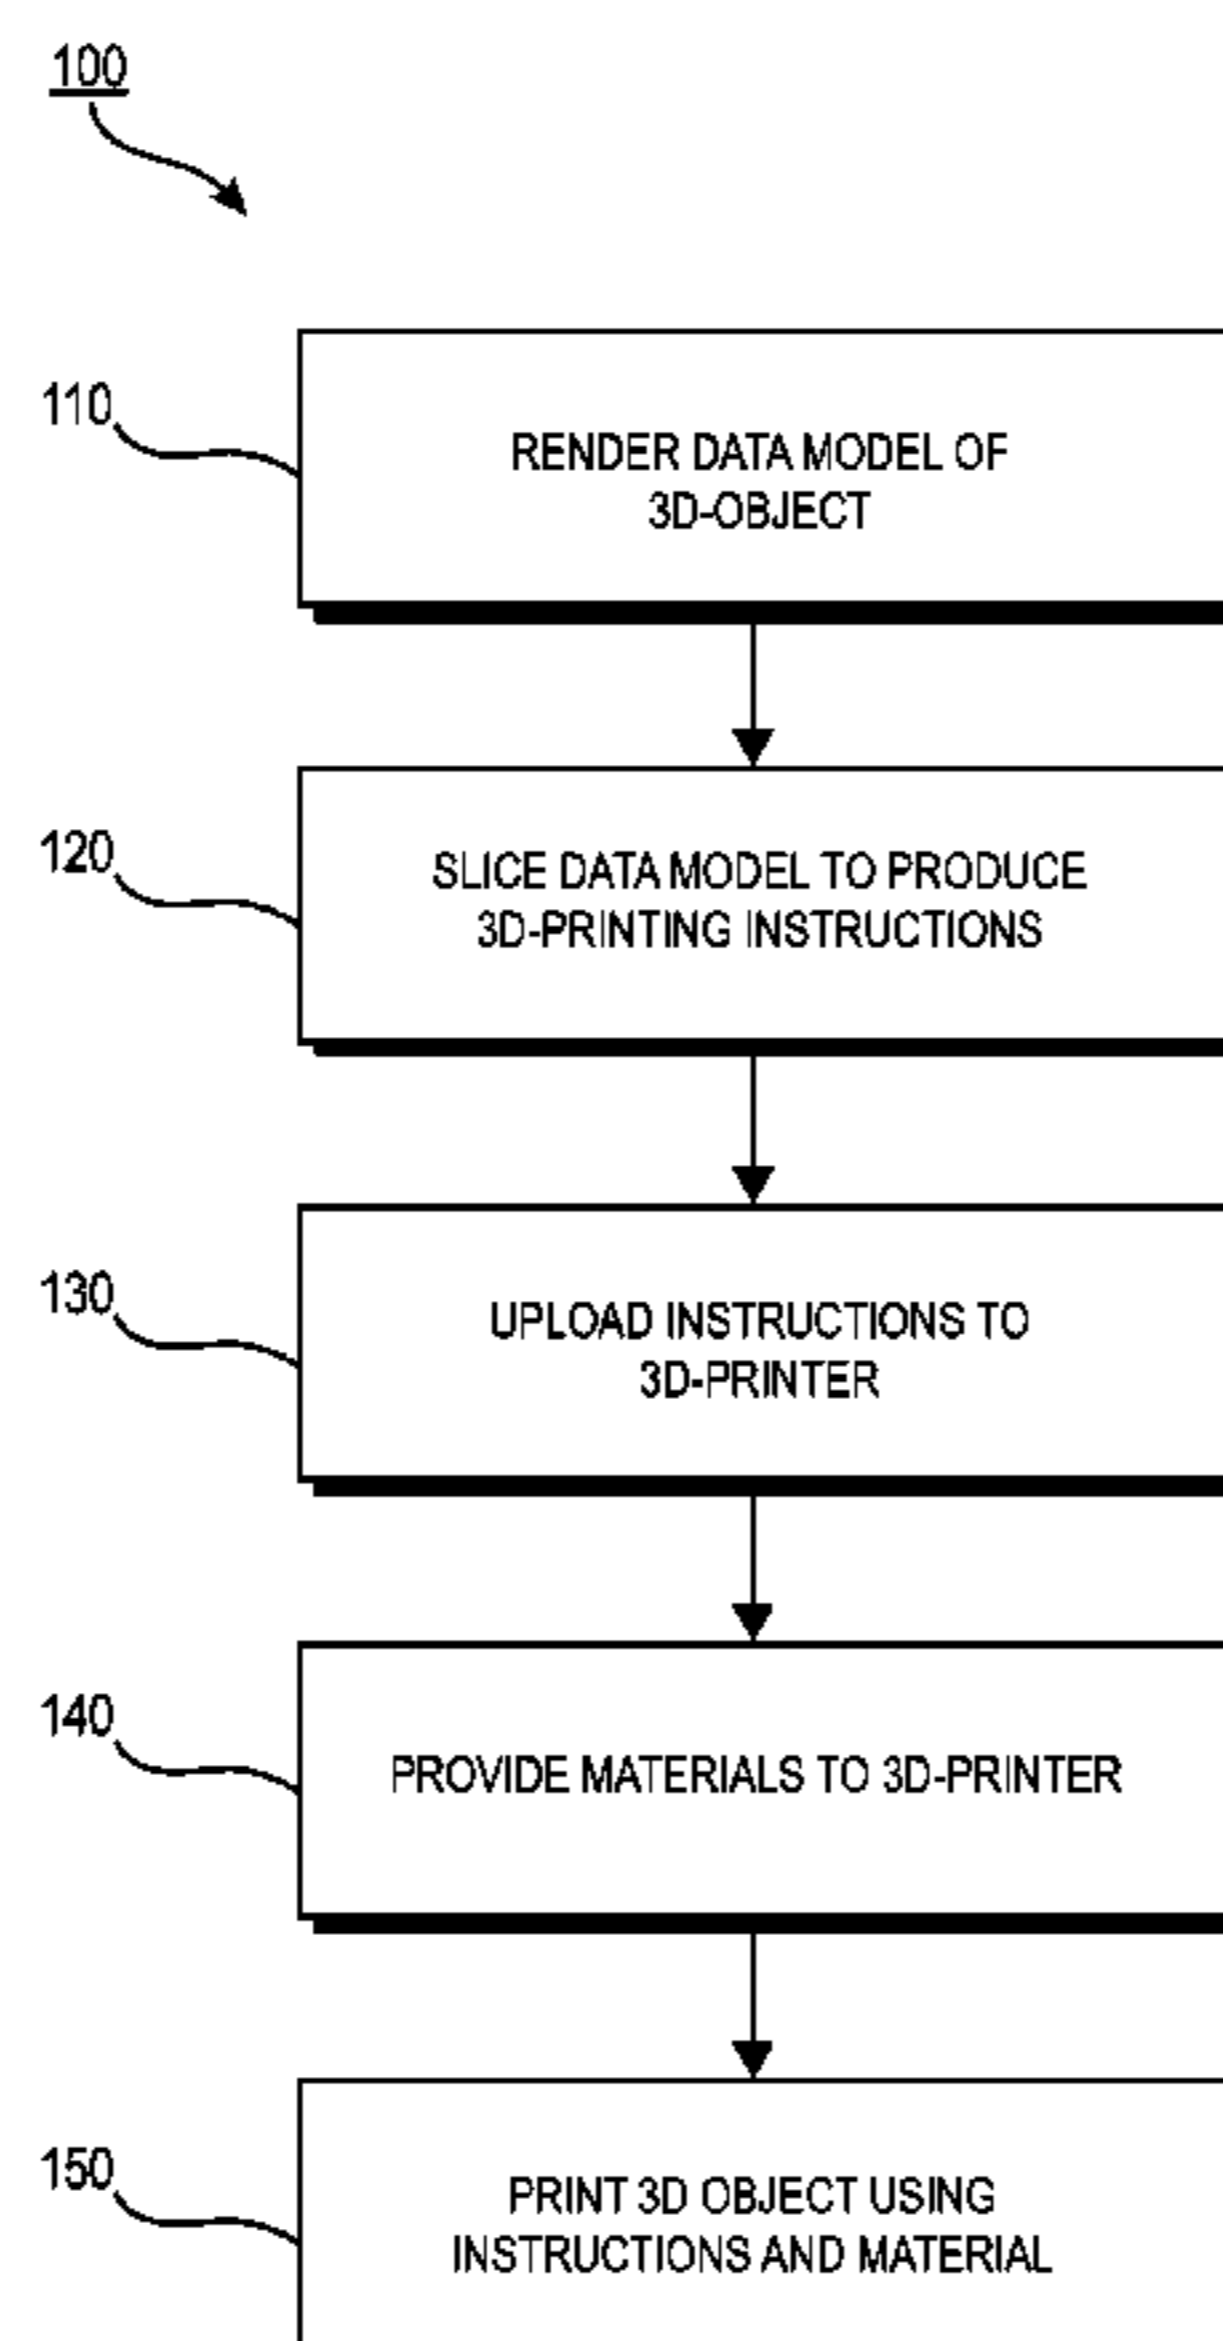 100
110
RENDER DATA MODEL OF
3D-OBJECT
120
SLICE DATA MODEL TO PRODUCE
3D-PRINTING INSTRUCTIONS
130
UPLOAD INSTRUCTIONS TO
3D-PRINTER
140
PROVIDE MATERIALS TO 3D-PRINTER
150
PRINT 3D OBJECT USING
INSTRUCTIONS AND MATERIAL